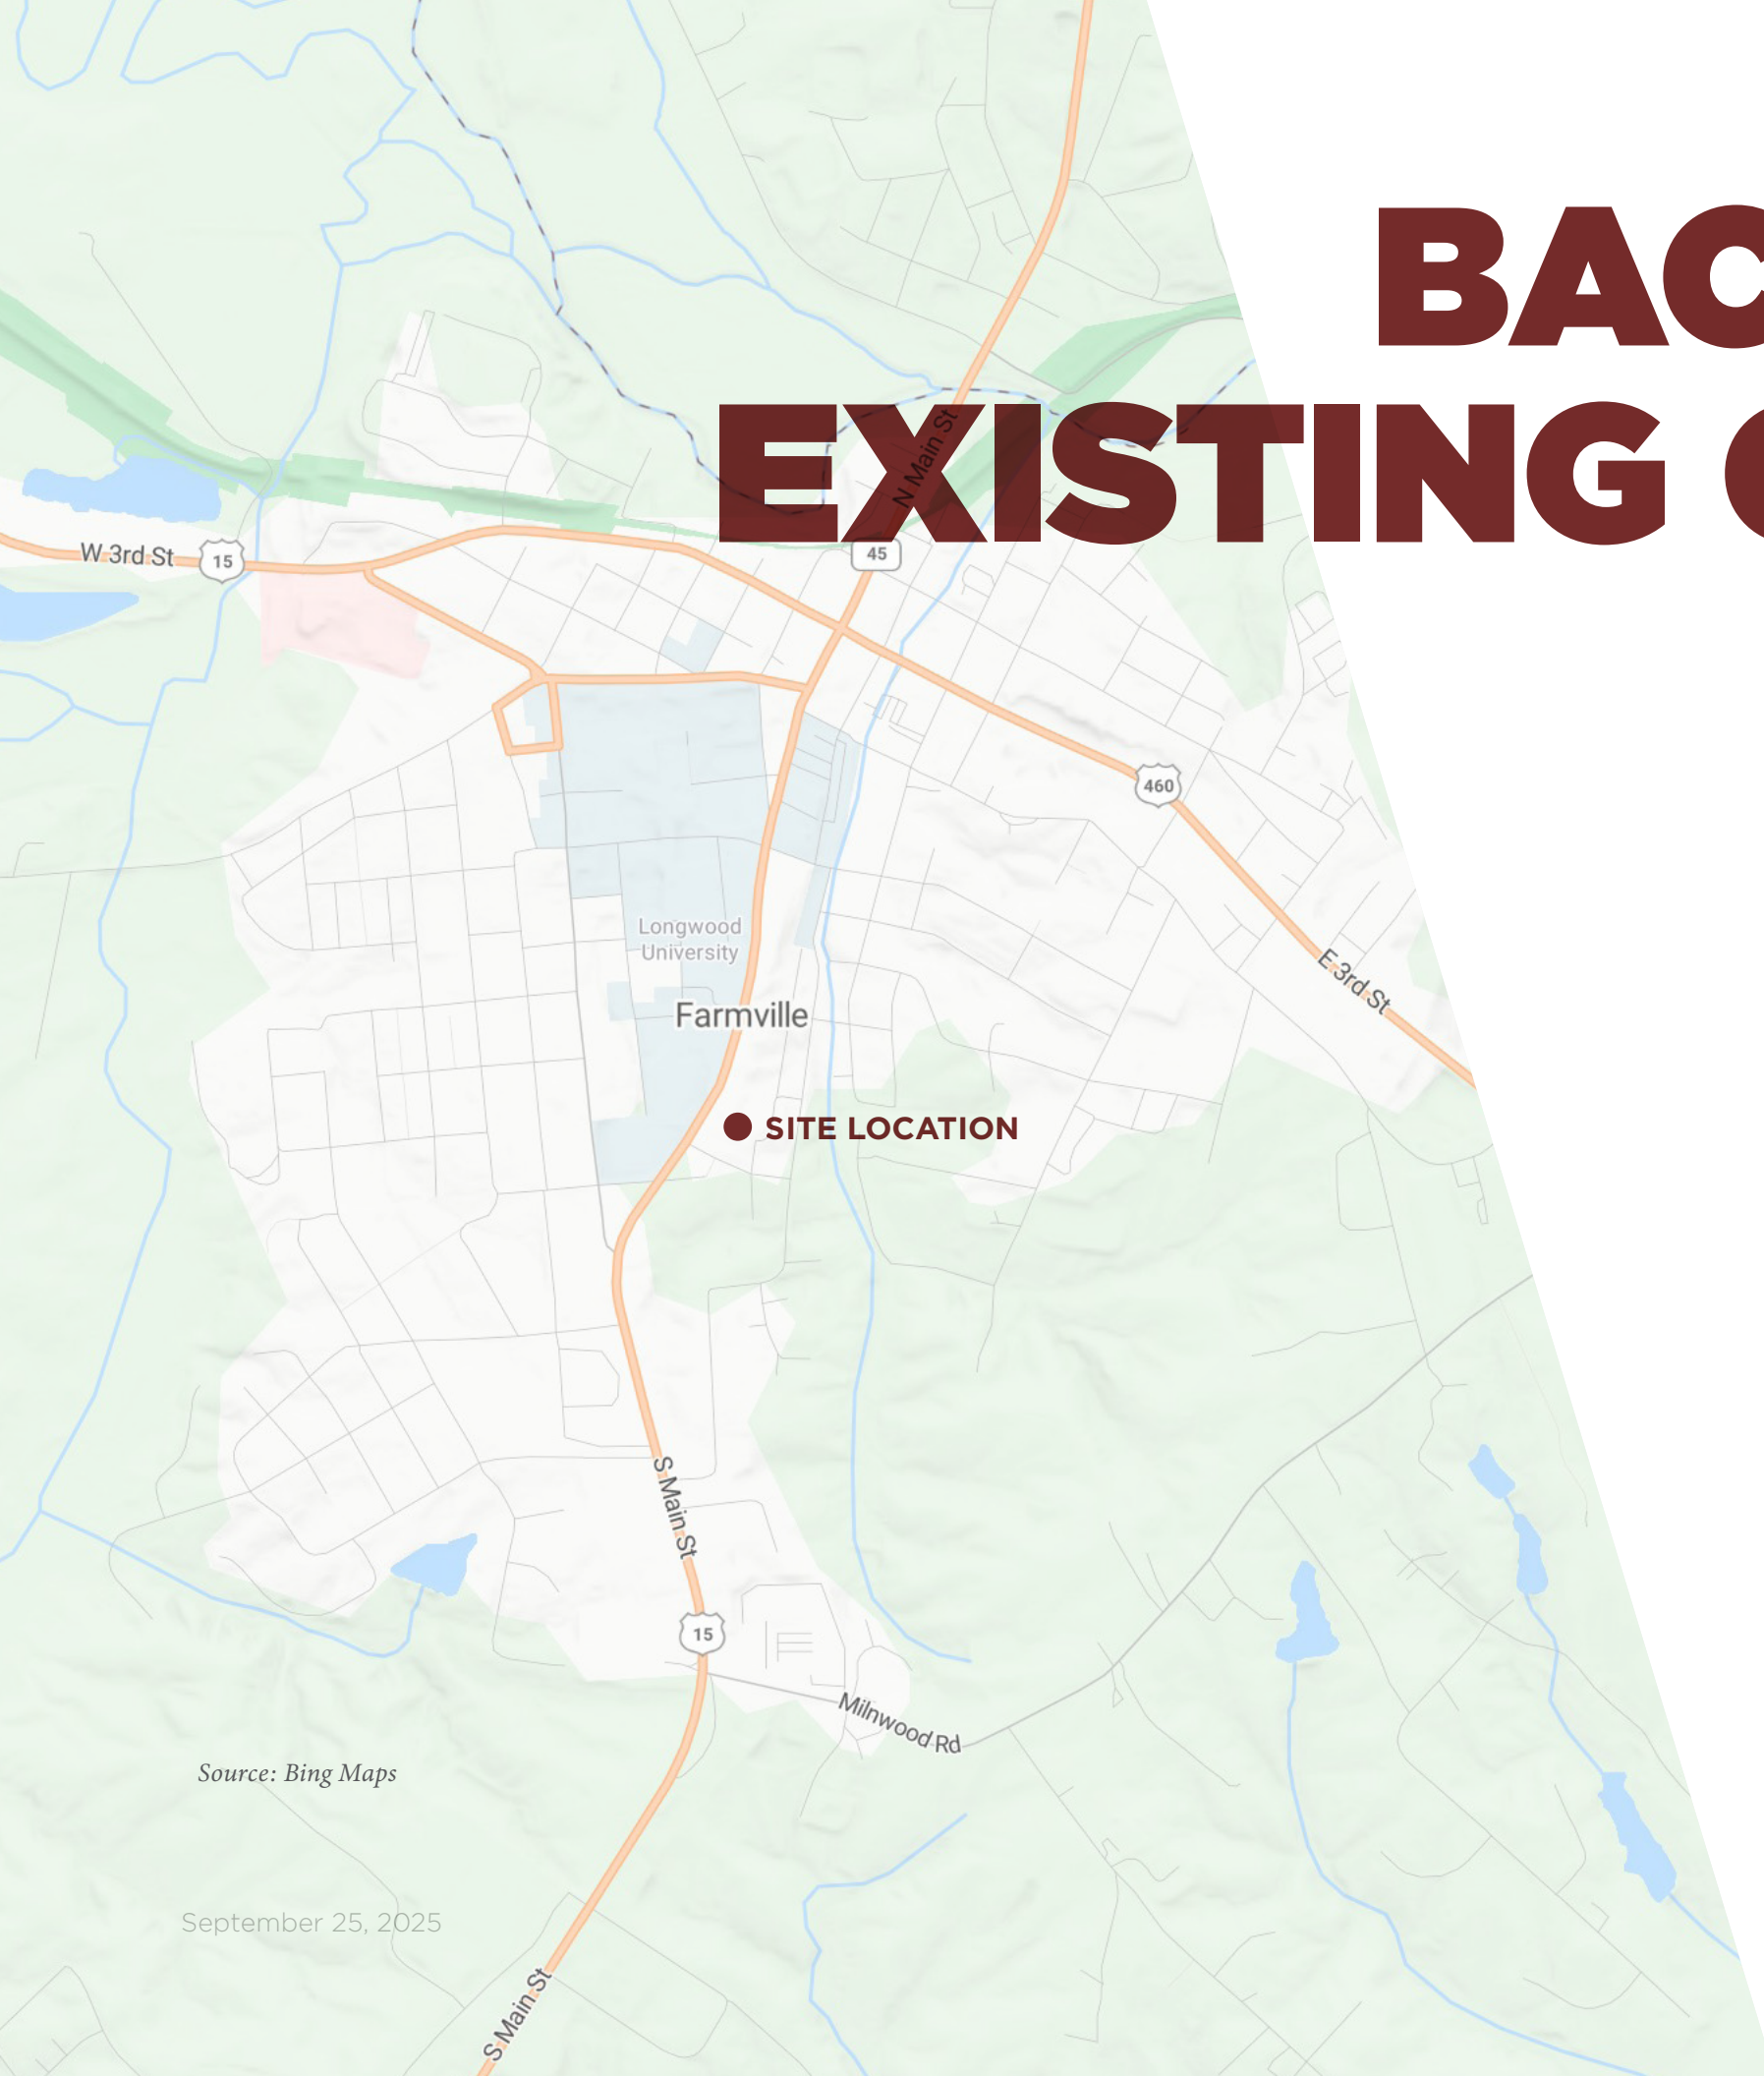 BAC
EXISTING
N Main St
45
W 3rd St
15
460
Longwood
University
E 3rd St
Farmville
SITE LOCATION
S Main St
15
Milnwood Rd
Source: Bing Maps
September 25, 2025
S Main St